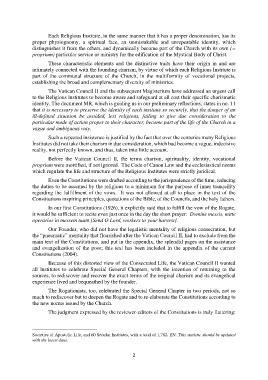 Each Religious Institute, in the same manner that it has a proper denomination, has its
proper physiognomy, a spiritual face, an unmistakable and unrepeatable identity, which
distinguishes it from the others, and dynamically becomes part of the Church with its own (=
proprium) particular service or ministry for the edification of the Mystical Body of Christ.
These characteristic elements and the distinctive traits have their origin in and are
intimately connected with the founding charism, by virtue of which each Religious Institute is
part of the communal structure of the Church, in the multiformity of vocational projects,
establishing the broad and complementary diversity of ministries.
The Vatican Council II and the subsequent Magisterium have addressed an urgent call
to the Religious Institutes to become aware and safeguard at all cost their specific charismatic
identity. The document MR, which is guiding us in our preliminary reflections, states in no. 11
that it is necessary to preserve the identity of each institute so securely, that the danger of an
ill-defined situation be avoided, lest religious, failing to give due consideration to the
particular mode of action proper to their character, become part of the life of the Church in a
vague and ambiguous way.
Such a repeated insistence is justified by the fact that over the centuries many Religious
Institutes did not take their charism in due consideration, which had become a vague, indecisive
reality, not perfectly known, and thus, taken into little account.
Before the Vatican Council II, the terms charism, spirituality, identity, vocational
proprium were unratified, if not ignored. The Code of Canon Law and the ecclesiastical norms
which regulate the life and structure of the Religious Institutes were strictly juridical.
Even the Constitutions were drafted according to the jurisprudence of the time, reducing
the duties to be assumed by the religious to a minimum for the purpose of inner tranquility
regarding the fulfillment of the vows. It was not allowed at all to place in the text of the
Constitutions inspiring principles, quotations of the Bible, of the Councils, and the holy fathers.
In our first Constitutions (1926), it explicitly said that to fulfill the vow of the Rogate,
it would be sufficient to recite even just once in the day the short prayer: Domine messis, mitte
operarios in messem tuam [Send O Lord, workers to your harvest].
Our Founder, who did not have the legalistic mentality of religious consecration, but
the "pneumatic" mentality that flourished after the Vatican Council II, had to exclude from the
main text of the Constitutions, and put in the appendix, the splendid pages on the assistance
and evangelization of the poor; this text has been included in the appendix of the current
Constitutions (2004).
Because of this distorted view of the Consecrated Life, the Vatican Council II wanted
all Institutes to celebrate Special General Chapters, with the intention of returning to the
sources, to rediscover and recover the exact terms of the original charism and its evangelical
experience lived and bequeathed by the founder.
The Rogationists, too, celebrated the Special General Chapter in two periods, not so
much to rediscover but to deepen the Rogate and to re-elaborate the Constitutions according to
the new norms issued by the Church.
The judgment expressed by the reviewer-editors of the Constitutions is truly flattering:
Societies of Apostolic Life, and 60 Secular Institutes, with a total of 1,762. EN: This statistic should be updated
with the latest data.
2